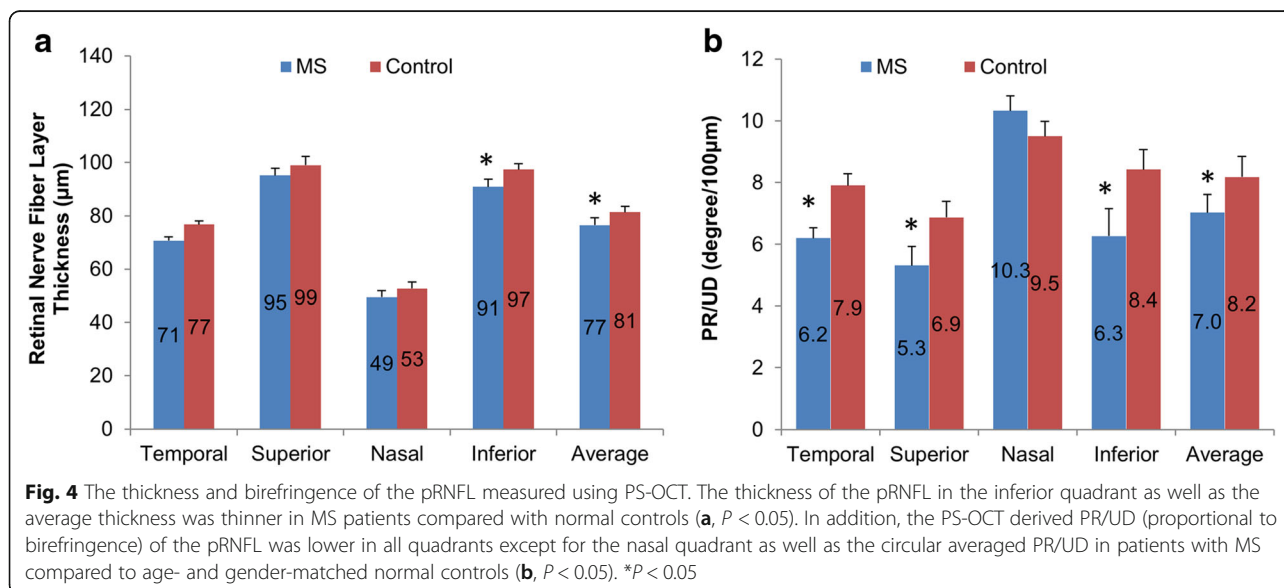 a
MS Control
Retinal Nerve Fiber Layer
Thickness (µm)
140
120
100
80
60
40
20
0
* *
71 77 95 99 49 53 91 97 77 81
Temporal Superior Nasal Inferior Average
b
MS Control
PR/UD (degree/100µm)
12
10
8
6
4
2
0
* * * *
6.2 7.9 5.3 6.9 10.3 9.5 6.3 8.4 7.0 8.2
Temporal Superior Nasal Inferior Average
Fig. 4 The thickness and birefringence of the pRNFL measured using PS-OCT. The thickness of the pRNFL in the inferior quadrant as well as the
average thickness was thinner in MS patients compared with normal controls (a, P < 0.05). In addition, the PS-OCT derived PR/UD (proportional to
birefringence) of the pRNFL was lower in all quadrants except for the nasal quadrant as well as the circular averaged PR/UD in patients with MS
compared to age- and gender-matched normal controls (b, P < 0.05). *P < 0.05